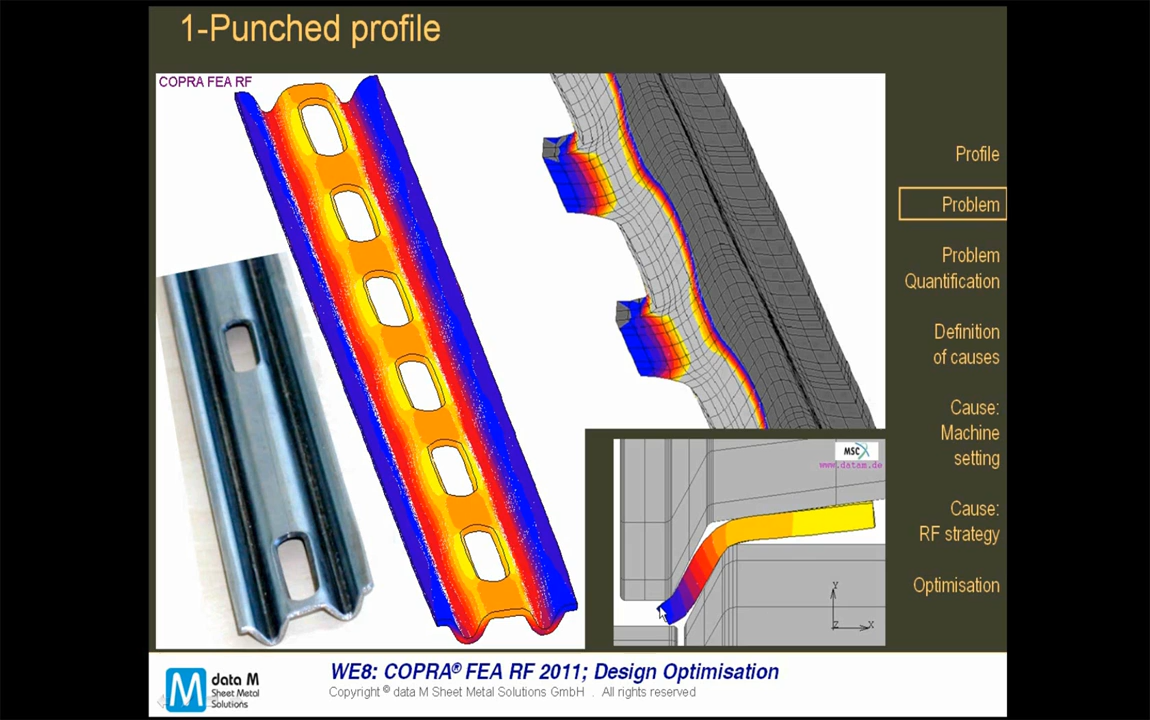 1-Punched profile
COPRA FEA RF
Profile
Problem
Problem
Quantification
Definition
of causes
Cause:
Machine
setting
Cause:
RF strategy
Optimisation
MSC
www.datam.de
Y
Z
X
data M
Sheet Metal
Solutions
WE8: COPRA® FEA RF 2011; Design Optimisation
Copyright © data M Sheet Metal Solutions GmbH . All rights reserved